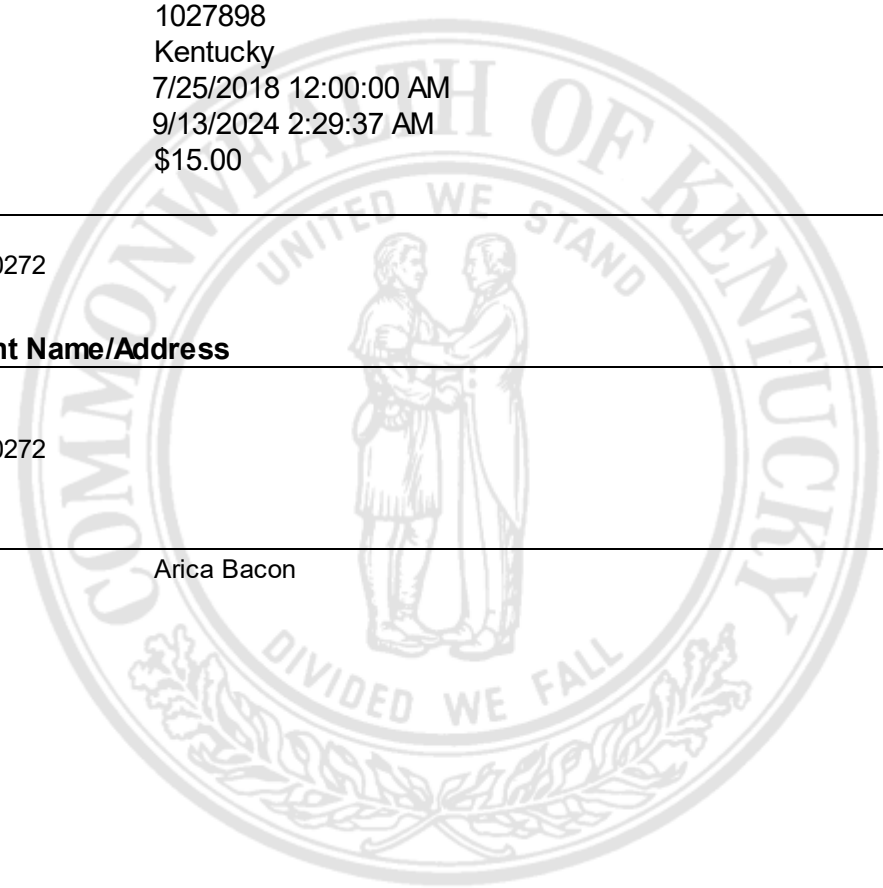 1027898
Kentucky
7/25/2018 12:00:00 AM
9/13/2024 2:29:37 AM
$15.00
COMMONWEALTH OF KENTUCKY
UNITED WE STAND
0272
nt Name/Address
0272
Arica Bacon
DIVIDED WE FALL